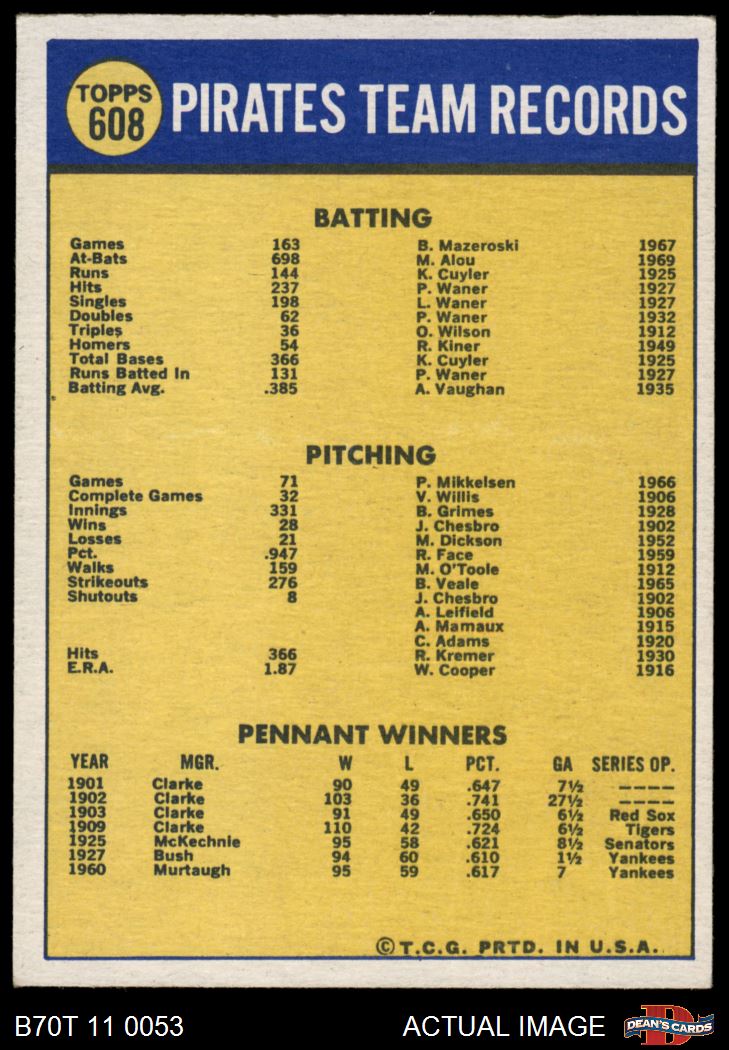 TOPPS 608 PIRATES TEAM RECORDS
BATTING
Games 163 B. Mazeroski 1967
At-Bats 698 M. Alou 1969
Runs 144 K. Cuyler 1925
Hits 237 P. Waner 1927
Singles 198 L. Waner 1927
Doubles 62 P. Waner 1932
Triples 36 O. Wilson 1912
Homers 54 R. Kiner 1949
Total Bases 366 K. Cuyler 1925
Runs Batted In 131 P. Waner 1927
Batting Avg. .385 A. Vaughan 1935
PITCHING
Games 71 P. Mikkelsen 1966
Complete Games 32 V. Willis 1906
Innings 331 B. Grimes 1928
Wins 28 J. Chesbro 1902
Losses 21 M. Dickson 1952
Pct. .947 R. Face 1959
Walks 159 M. O'Toole 1912
Strikeouts 276 B. Veale 1965
Shutouts 8 J. Chesbro 1902
A. Leifield 1906
A. Mamaux 1915
C. Adams 1920
Hits 366 R. Kremer 1930
E.R.A. 1.87 W. Cooper 1916
PENNANT WINNERS
YEAR MGR. W L PCT. GA SERIES OP.
1901 Clarke 90 49 .647 7½ ----
1902 Clarke 103 36 .741 27½ ----
1903 Clarke 91 49 .650 6½ Red Sox
1909 Clarke 110 42 .724 6½ Tigers
1925 McKechnie 95 58 .621 8½ Senators
1927 Bush 94 60 .610 1½ Yankees
1960 Murtaugh 95 59 .617 7 Yankees
© T.C.G. PRTD. IN U.S.A.
B70T 11 0053 ACTUAL IMAGE D DEAN'S CARDS